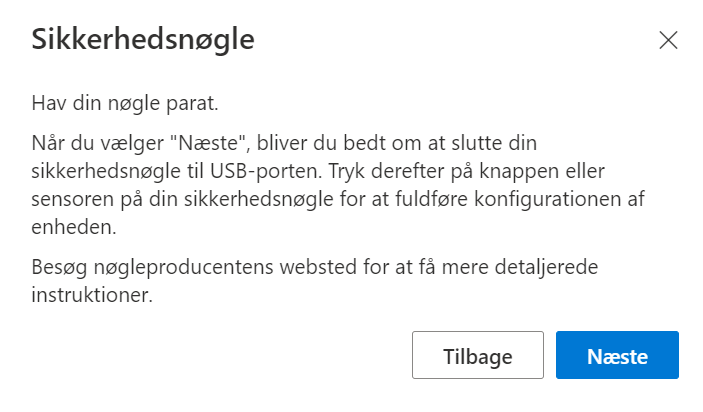 Sikkerhedsnøgle
Hav din nøgle parat.
Når du vælger "Næste", bliver du bedt om at slutte din
sikkerhedsnøgle til USB-porten. Tryk derefter på knappen eller
sensoren på din sikkerhedsnøgle for at fuldføre konfigurationen af
enheden.
Besøg nøgleproducentens websted for at få mere detaljerede
instruktioner.
Tilbage
Næste